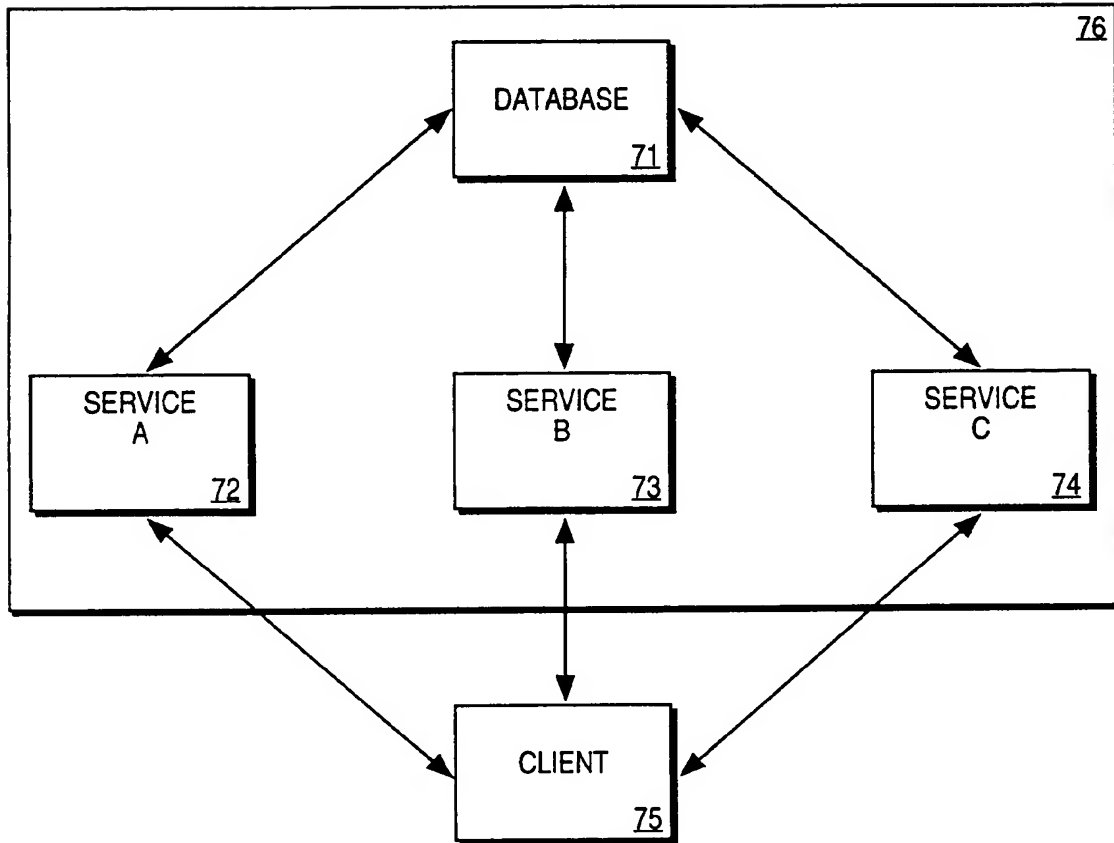 76
DATABASE
71
SERVICE
A
72
SERVICE
B
73
SERVICE
C
74
CLIENT
75